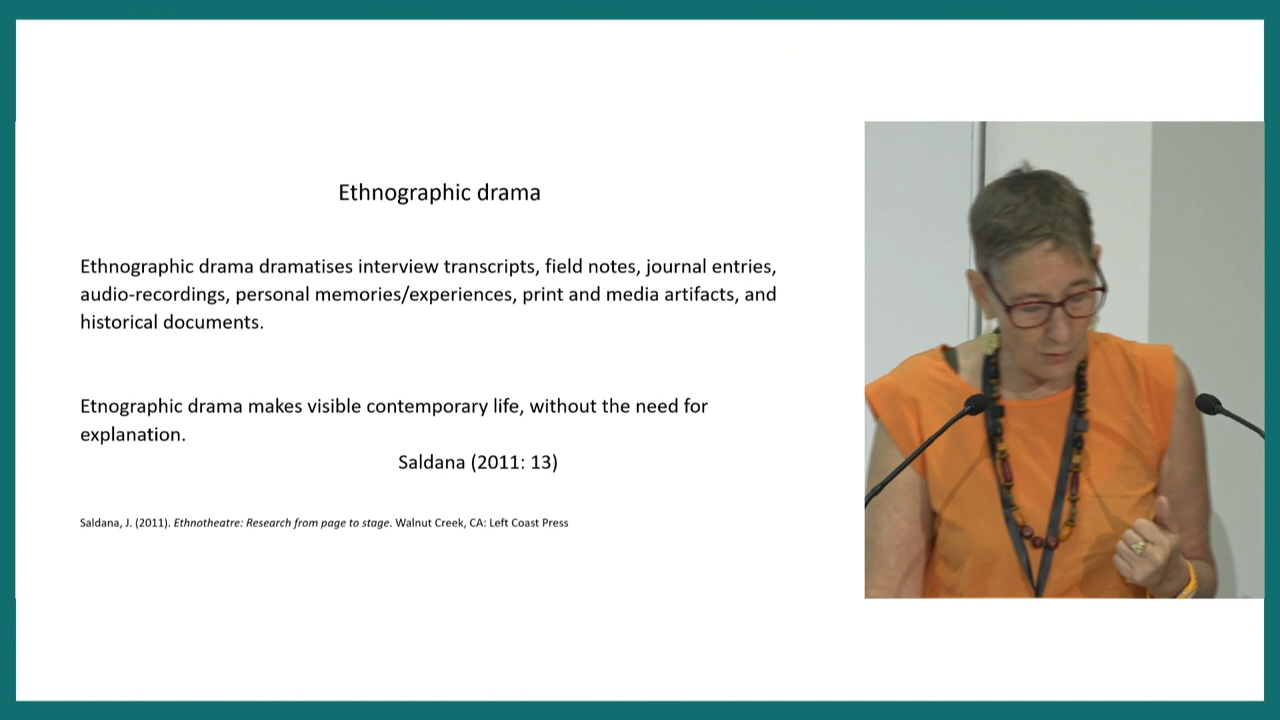 Ethnographic drama
Ethnographic drama dramatises interview transcripts, field notes, journal entries,
audio-recordings, personal memories/experiences, print and media artifacts, and
historical documents.
Etnographic drama makes visible contemporary life, without the need for
explanation.
Saldana (2011: 13)
Saldana, J. (2011). Ethnotheatre: Research from page to stage. Walnut Creek, CA: Left Coast Press